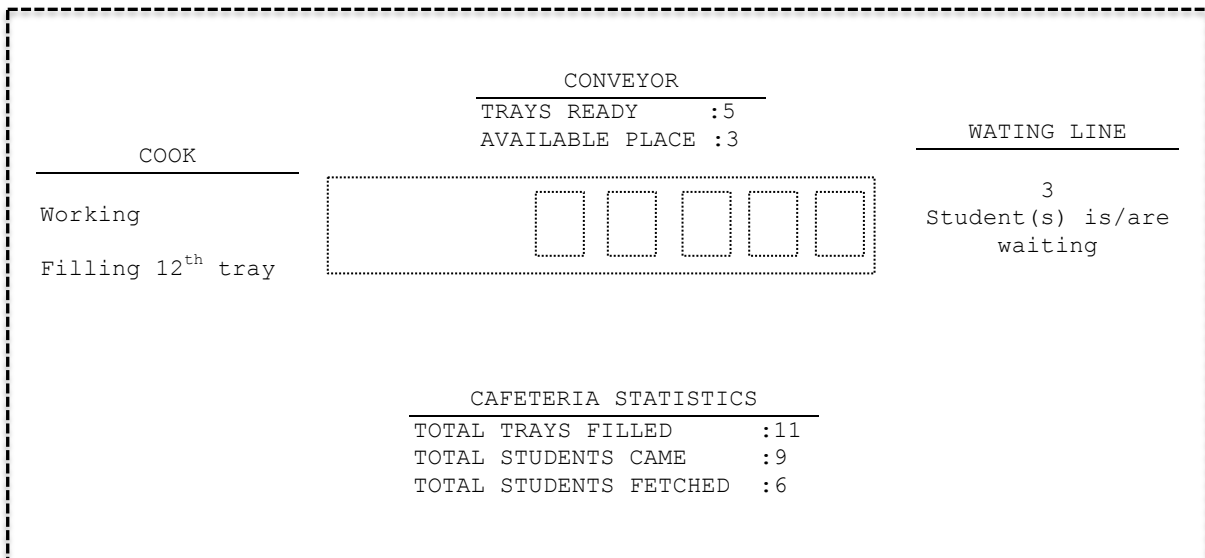 CONVEYOR
TRAYS READY :5
AVAILABLE PLACE :3
COOK
Working
Filling 12th tray
WATING LINE
3
Student(s) is/are
waiting
CAFETERIA STATISTICS
TOTAL TRAYS FILLED :11
TOTAL STUDENTS CAME :9
TOTAL STUDENTS FETCHED :6